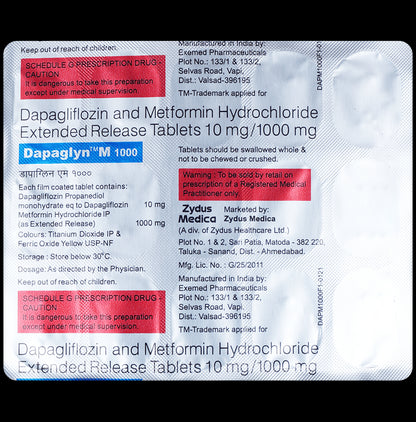 Keep out of reach of children.
SCHEDULE G PRESCRIPTION DRUG -
CAUTION
It is dangerous to take this preparation
except under medical supervision.
Manufactured in India by:
Exemed Pharmaceuticals
Plot No.: 133/1 & 133/2,
Selvas Road, Vapi,
Dist.: Valsad-396195
TM-Trademark applied for
Dapagliflozin and Metformin Hydrochloride
Extended Release Tablets 10 mg/1000 mg
Dapaglyn™M 1000
डापाग्लिन एम १०००
Each film coated tablet contains:
Dapagliflozin Propanediol
monohydrate eq to Dapagliflozin 10 mg
Metformin Hydrochloride IP
(as Extended Release) 1000 mg
Colours: Titanium Dioxide IP &
Ferric Oxide Yellow USP-NF
Storage: Store below 30°C.
Dosage: As directed by the Physician.
Keep out of reach of children.
Tablets should be swallowed whole &
not to be chewed or crushed.
Warning: To be sold by retail on
prescription of a Registered Medical
Practitioner only.
Zydus
Medica
Marketed by:
Zydus Medica
(A div. of Zydus Healthcare Ltd.)
Plot No. 1 & 2, Sari Patia, Matoda - 382 220,
Taluka - Sanand, Dist. - Ahmedabad.
Mfg. Lic. No.: G/25/2011
SCHEDULE G PRESCRIPTION DRUG -
CAUTION
It is dangerous to take this preparation
except under medical supervision.
Manufactured in India by:
Exemed Pharmaceuticals
Plot No.: 133/1 & 133/2,
Selvas Road, Vapi,
Dist.: Valsad-396195
TM-Trademark applied for
Dapagliflozin and Metformin Hydrochloride
Extended Release Tablets 10 mg/1000 mg